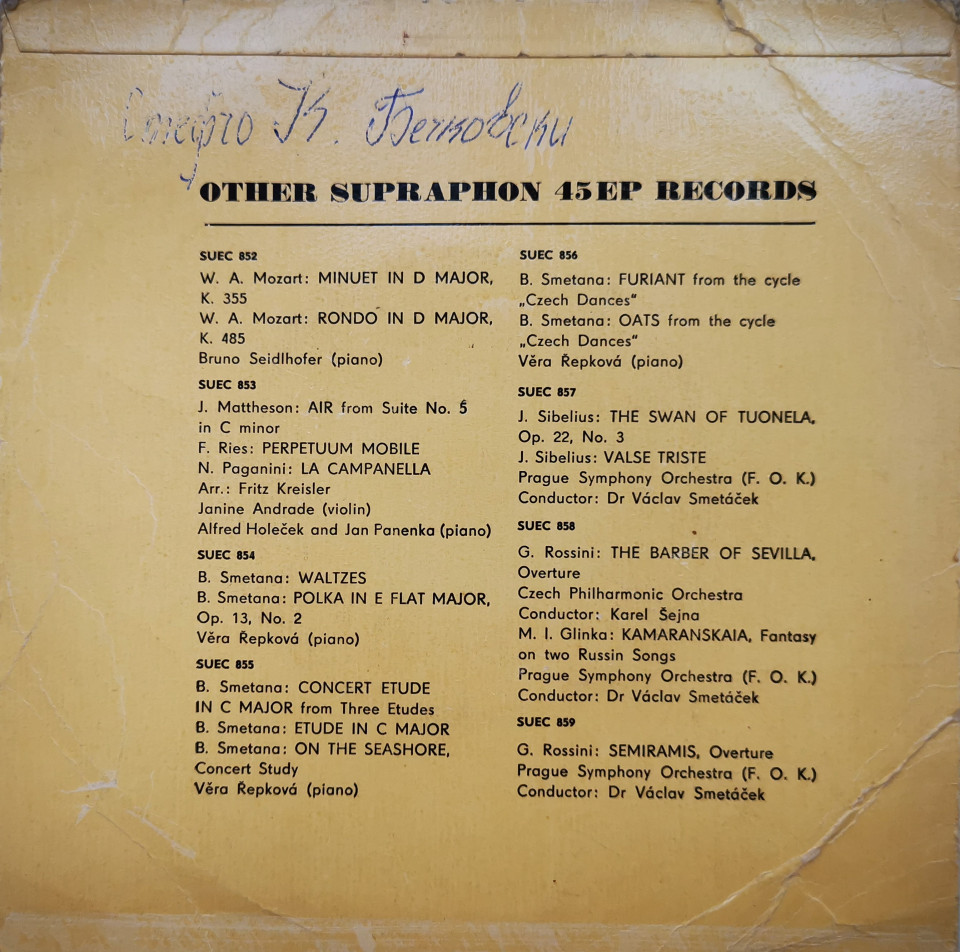 К. Бечковски
OTHER SUPRAPHON 45 EP RECORDS
SUEC 852
W. A. Mozart: MINUET IN D MAJOR,
K. 355
W. A. Mozart: RONDO IN D MAJOR,
K. 485
Bruno Seidlhofer (piano)
SUEC 853
J. Mattheson: AIR from Suite No. 5
in C minor
F. Ries: PERPETUUM MOBILE
N. Paganini: LA CAMPANELLA
Arr.: Fritz Kreisler
Janine Andrade (violin)
Alfred Holeček and Jan Panenka (piano)
SUEC 854
B. Smetana: WALTZES
B. Smetana: POLKA IN E FLAT MAJOR,
Op. 13, No. 2
Věra Řepková (piano)
SUEC 855
B. Smetana: CONCERT ETUDE
IN C MAJOR from Three Etudes
B. Smetana: ETUDE IN C MAJOR
B. Smetana: ON THE SEASHORE,
Concert Study
Věra Řepková (piano)
SUEC 856
B. Smetana: FURIANT from the cycle
„Czech Dances“
B. Smetana: OATS from the cycle
„Czech Dances“
Věra Řepková (piano)
SUEC 857
J. Sibelius: THE SWAN OF TUONELA,
Op. 22, No. 3
J. Sibelius: VALSE TRISTE
Prague Symphony Orchestra (F. O. K.)
Conductor: Dr Václav Smetáček
SUEC 858
G. Rossini: THE BARBER OF SEVILLA,
Overture
Czech Philharmonic Orchestra
Conductor: Karel Šejna
M. I. Glinka: KAMARANSKAIA, Fantasy
on two Russin Songs
Prague Symphony Orchestra (F. O. K.)
Conductor: Dr Václav Smetáček
SUEC 859
G. Rossini: SEMIRAMIS, Overture
Prague Symphony Orchestra (F. O. K.)
Conductor: Dr Václav Smetáček